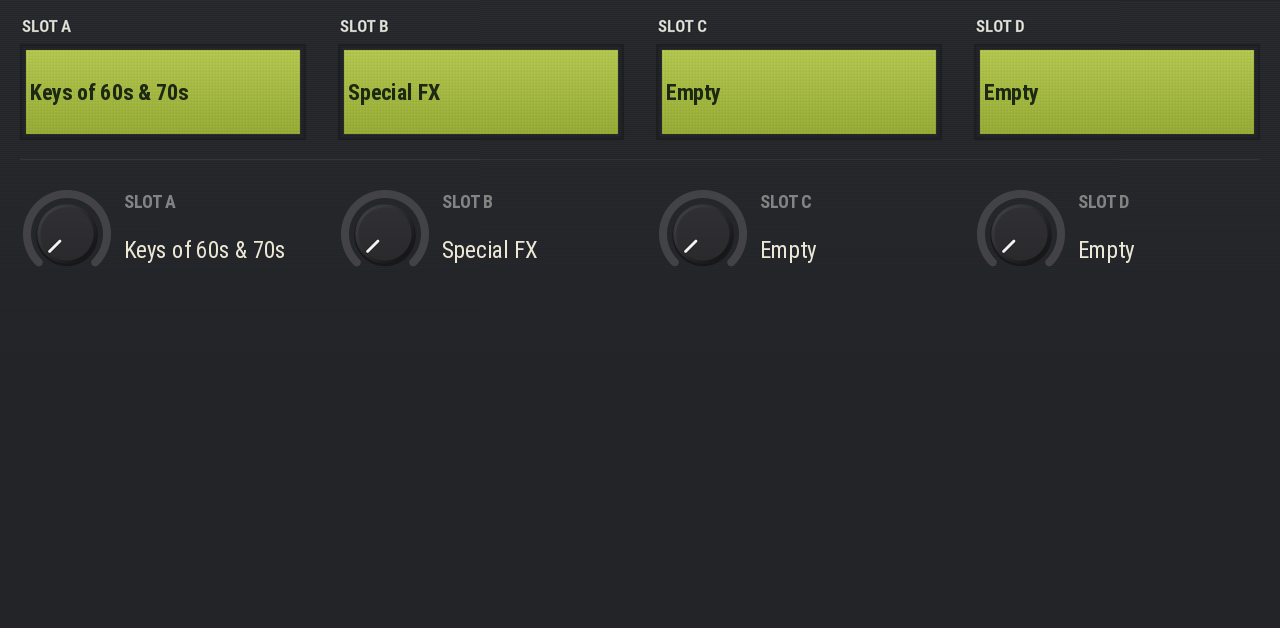 SLOT A
SLOT B
SLOT C
SLOT D
Keys of 60s & 70s
Special FX
Empty
Empty
SLOT A
SLOT B
SLOT C
SLOT D
Keys of 60s & 70s
Special FX
Empty
Empty